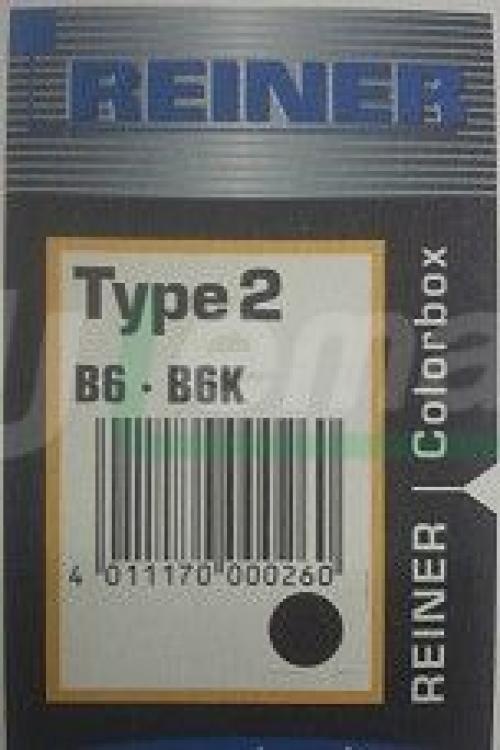 REINER
Type 2
B6 · B6K
4 011170 000260
REINER | Colorbox